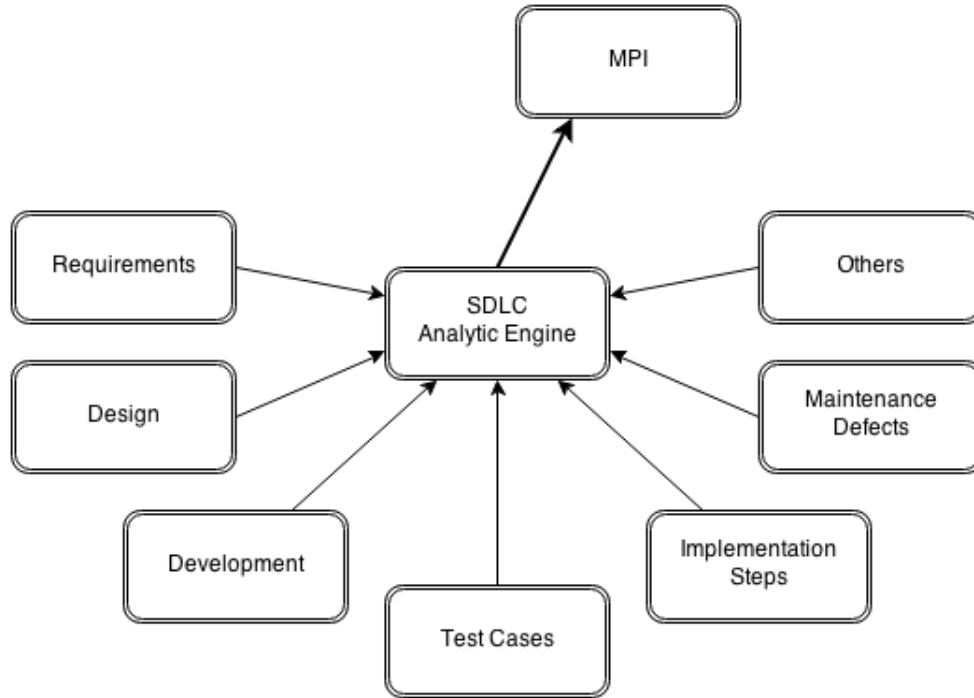 MPI
Requirements
SDLC
Analytic Engine
Others
Design
Maintenance
Defects
Development
Implementation
Steps
Test Cases